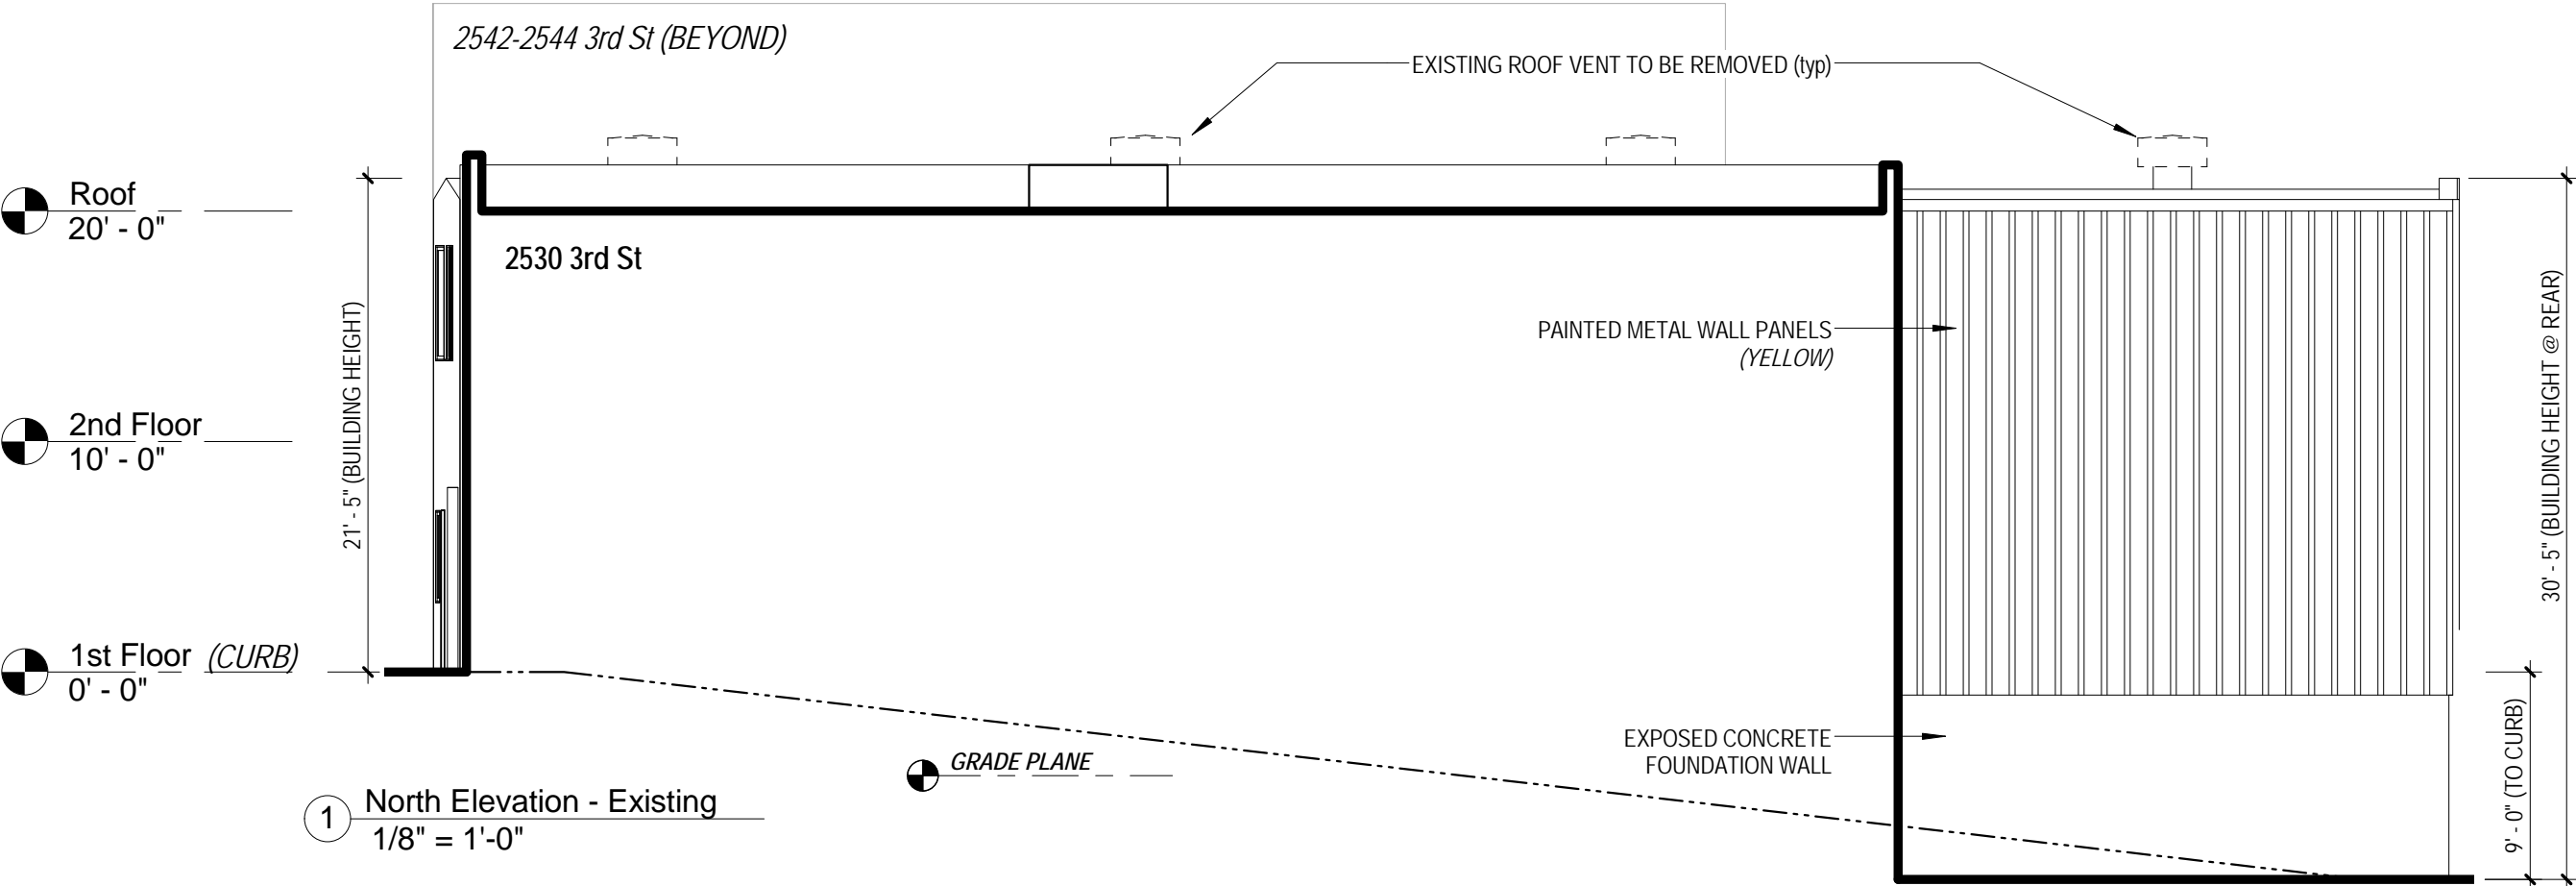 2542-2544 3rd St (BEYOND)
EXISTING ROOF VENT TO BE REMOVED (typ)
Roof
20' - 0"
2530 3rd St
21' - 5" (BUILDING HEIGHT)
PAINTED METAL WALL PANELS
(YELLOW)
30' - 5" (BUILDING HEIGHT @ REAR)
2nd Floor
10' - 0"
1st Floor (CURB)
0' - 0"
EXPOSED CONCRETE
FOUNDATION WALL
9' - 0" (TO CURB)
GRADE PLANE
1 North Elevation - Existing
1/8" = 1'-0"